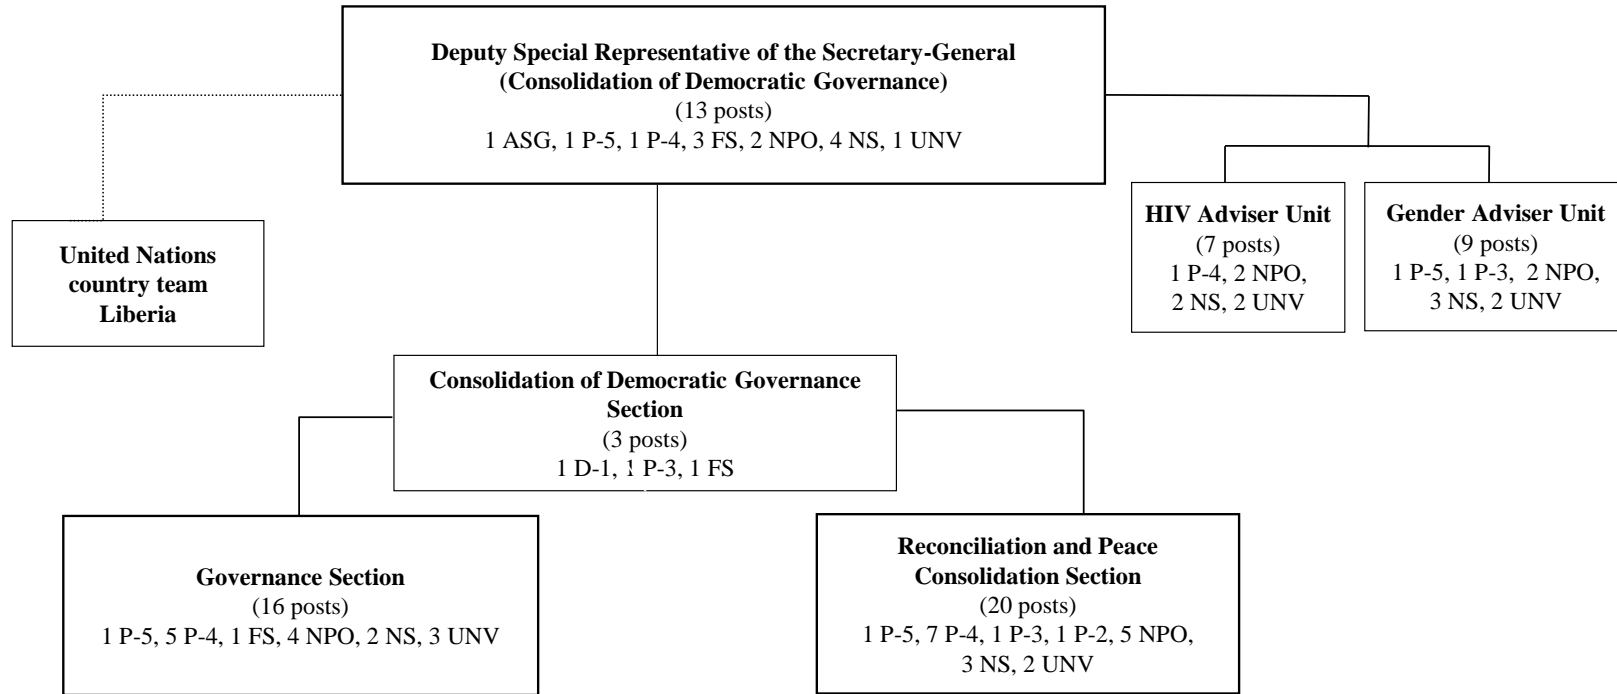 Deputy Special Representative of the Secretary-General
(Consolidation of Democratic Governance)
(13 posts)
1 ASG, 1 P-5, 1 P-4, 3 FS, 2 NPO, 4 NS, 1 UNV
United Nations
country team
Liberia
HIV Adviser Unit
(7 posts)
1 P-4, 2 NPO,
2 NS, 2 UNV
Gender Adviser Unit
(9 posts)
1 P-5, 1 P-3, 2 NPO,
3 NS, 2 UNV
Consolidation of Democratic Governance
Section
(3 posts)
1 D-1, 1 P-3, 1 FS
Governance Section
(16 posts)
1 P-5, 5 P-4, 1 FS, 4 NPO, 2 NS, 3 UNV
Reconciliation and Peace
Consolidation Section
(20 posts)
1 P-5, 7 P-4, 1 P-3, 1 P-2, 5 NPO,
3 NS, 2 UNV